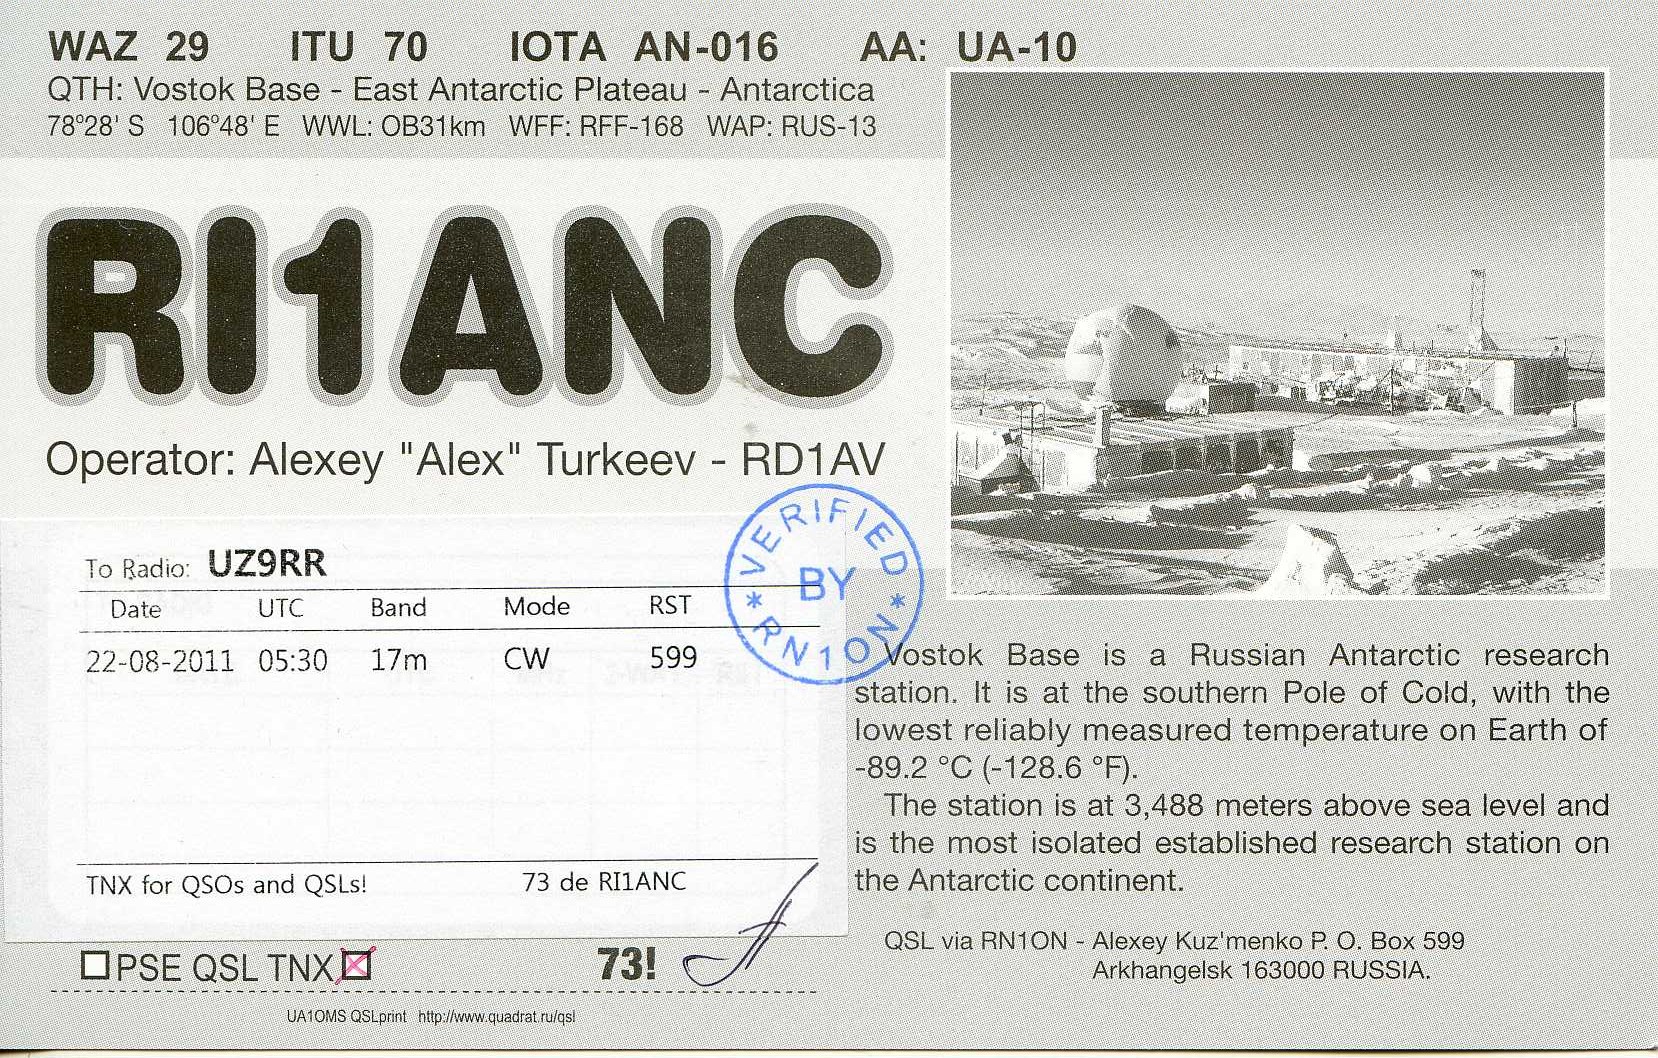 WAZ 29 ITU 70 IOTA AN-016 AA: UA-10
QTH: Vostok Base - East Antarctic Plateau - Antarctica
78°28' S 106°48' E WWL: OB31km WFF: RFF-168 WAP: RUS-13
RI1ANC
Operator: Alexey "Alex" Turkeev - RD1AV
To Radio: UZ9RR
Date UTC Band Mode RST
22-08-2011 05:30 17m CW 599
TNX for QSOs and QSLs! 73 de RI1ANC
PSE QSL TNX 73!
UA1OMS QSLprint http://www.quadrat.ru/qsl
* VERIFIED *
BY
RN1ON
Vostok Base is a Russian Antarctic research
station. It is at the southern Pole of Cold, with the
lowest reliably measured temperature on Earth of
-89.2 °C (-128.6 °F).
The station is at 3,488 meters above sea level and
is the most isolated established research station on
the Antarctic continent.
QSL via RN1ON - Alexey Kuz'menko P. O. Box 599
Arkhangelsk 163000 RUSSIA.